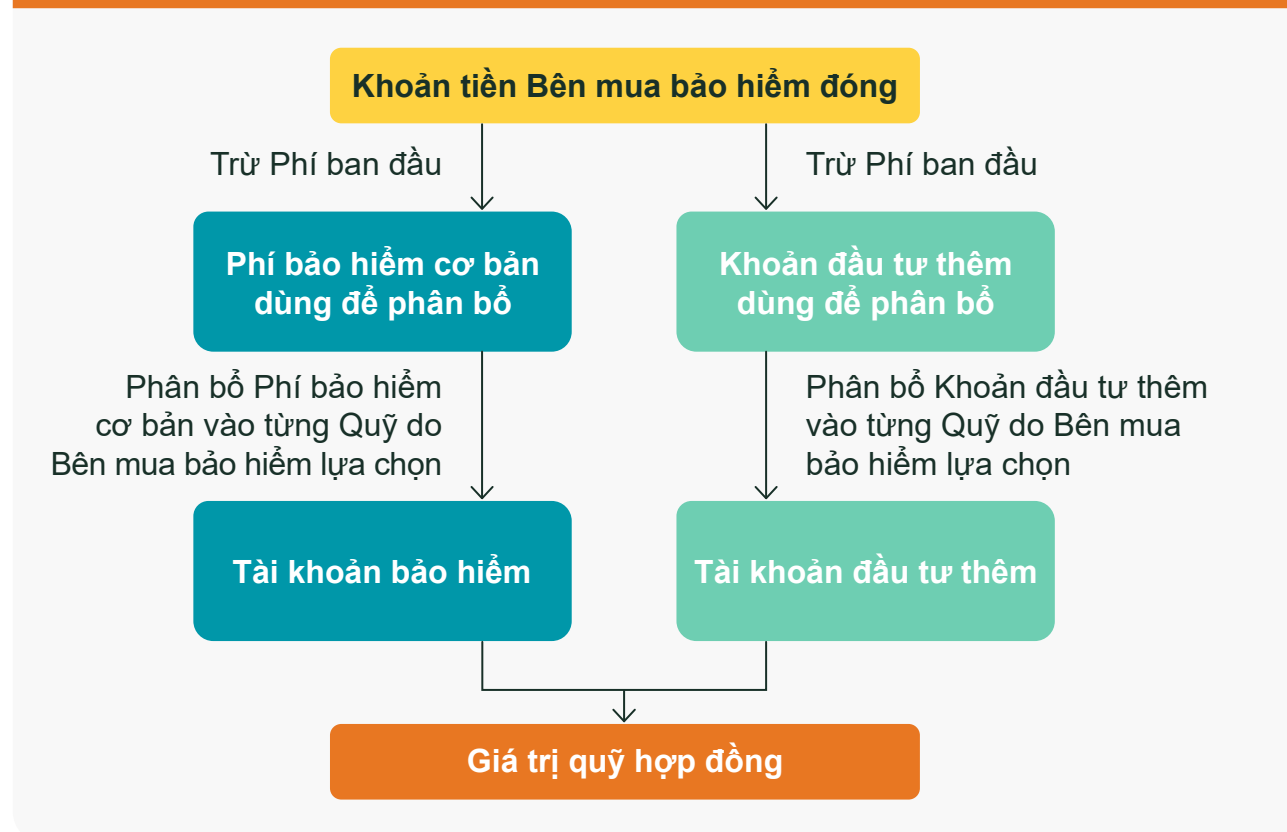 Khoản tiền Bên mua bảo hiểm đóng
Trừ Phí ban đầu
Trừ Phí ban đầu
Phí bảo hiểm cơ bản
dùng để phân bổ
Khoản đầu tư thêm
dùng để phân bổ
Phân bổ Phí bảo hiểm
cơ bản vào từng Quỹ do
Bên mua bảo hiểm lựa chọn
Phân bổ Khoản đầu tư thêm
vào từng Quỹ do Bên mua
bảo hiểm lựa chọn
Tài khoản bảo hiểm
Tài khoản đầu tư thêm
Giá trị quỹ hợp đồng